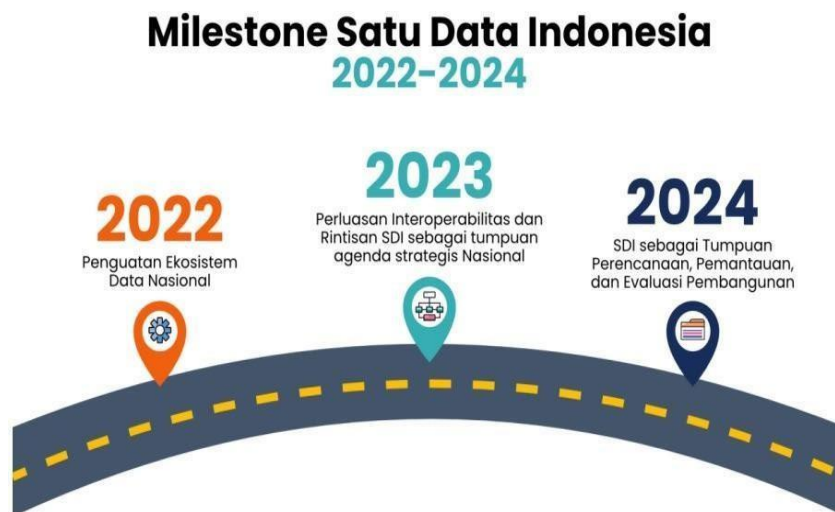 Milestone Satu Data Indonesia
2022-2024
2022
Penguatan Ekosistem
Data Nasional
2023
Perluasan Interoperabilitas dan
Rintisan SDI sebagai tumpuan
agenda strategis Nasional
2024
SDI sebagai Tumpuan
Perencanaan, Pemantauan,
dan Evaluasi Pembangunan